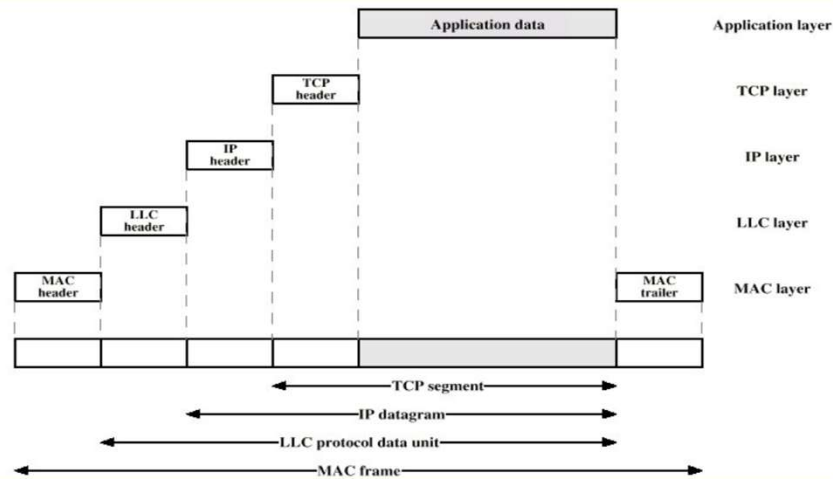 Application data
Application layer
TCP
header
TCP layer
IP
header
IP layer
LLC
header
LLC layer
MAC
header
MAC
trailer
MAC layer
TCP segment
IP datagram
LLC protocol data unit
MAC frame